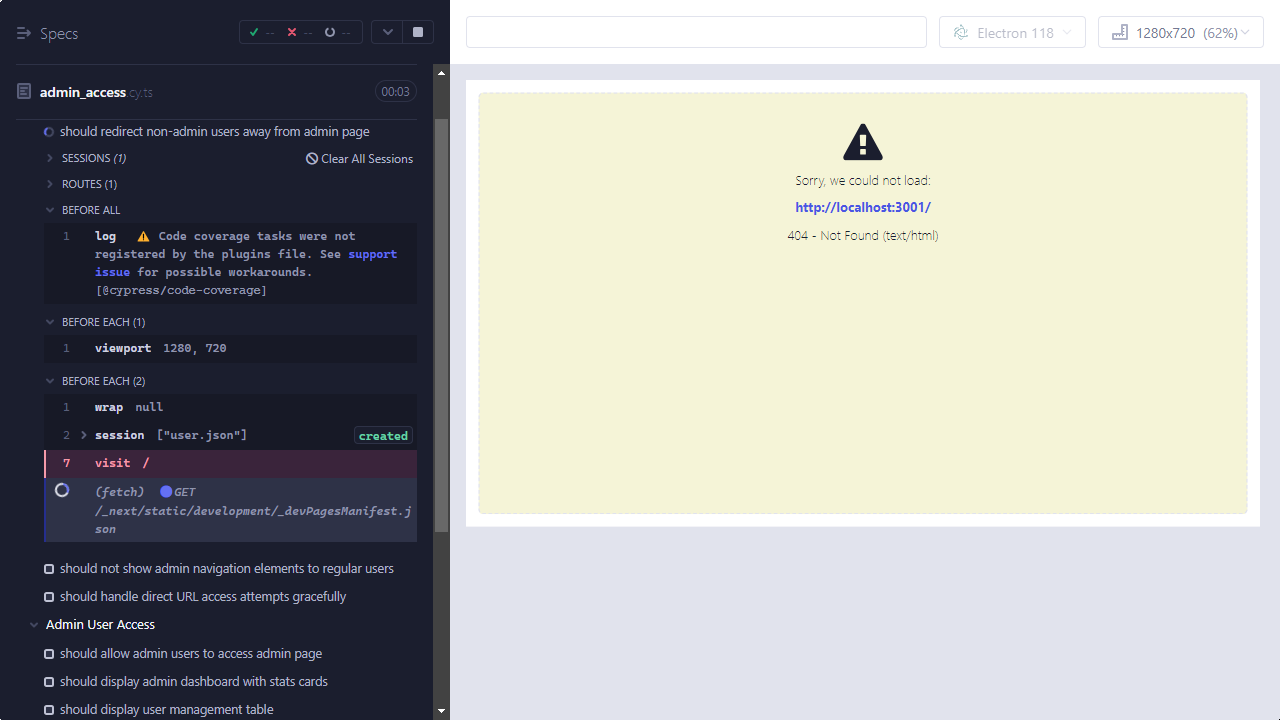 Specs
--
--
--
Electron 118
1280x720 (62%)
admin_access.cy.ts
00:03
should redirect non-admin users away from admin page
SESSIONS (1)
Clear All Sessions
ROUTES (1)
BEFORE ALL
1 log ⚠ Code coverage tasks were not
registered by the plugins file. See support
issue for possible workarounds.
[@cypress/code-coverage]
BEFORE EACH (1)
1 viewport 1280, 720
BEFORE EACH (2)
1 wrap null
2 session ["user.json"] created
7 visit /
(fetch) GET
/_next/static/development/_devPagesManifest.j
son
should not show admin navigation elements to regular users
should handle direct URL access attempts gracefully
Admin User Access
should allow admin users to access admin page
should display admin dashboard with stats cards
should display user management table
Sorry, we could not load:
http://localhost:3001/
404 - Not Found (text/html)